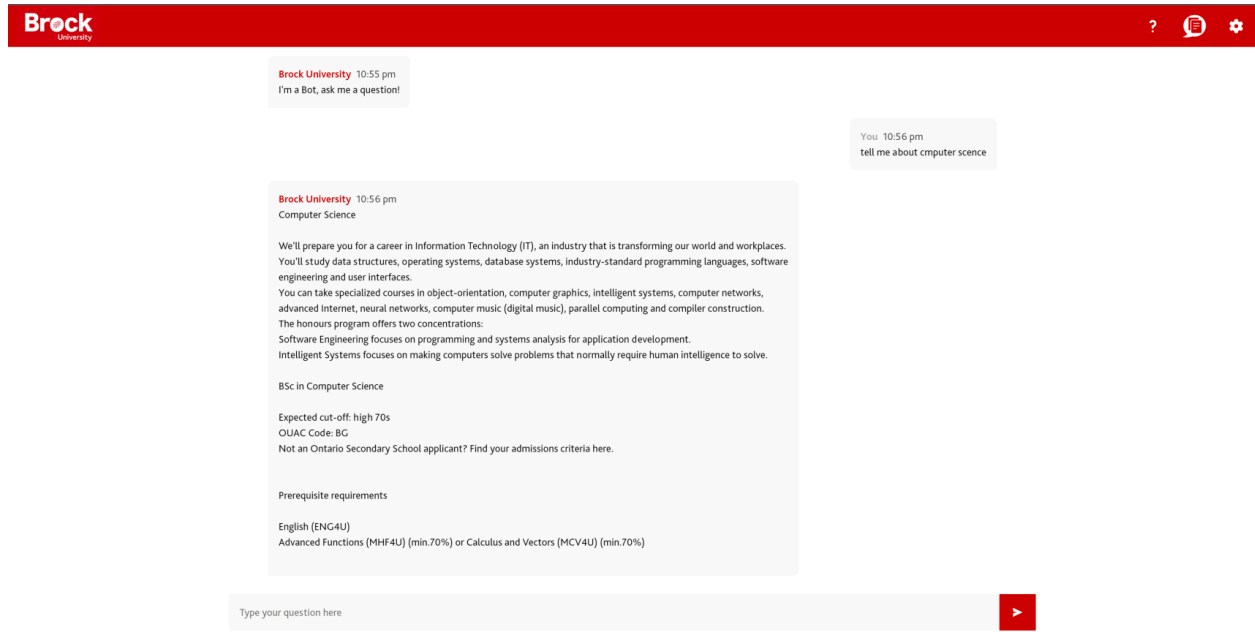 Brock
University
?
Brock University 10:55 pm
I'm a Bot, ask me a question!
You 10:56 pm
tell me about cmputer scence
Brock University 10:56 pm
Computer Science
We'll prepare you for a career in Information Technology (IT), an industry that is transforming our world and workplaces.
You'll study data structures, operating systems, database systems, industry-standard programming languages, software
engineering and user interfaces.
You can take specialized courses in object-orientation, computer graphics, intelligent systems, computer networks,
advanced Internet, neural networks, computer music (digital music), parallel computing and compiler construction.
The honours program offers two concentrations:
Software Engineering focuses on programming and systems analysis for application development.
Intelligent Systems focuses on making computers solve problems that normally require human intelligence to solve.
BSc in Computer Science
Expected cut-off: high 70s
OUAC Code: BG
Not an Ontario Secondary School applicant? Find your admissions criteria here.
Prerequisite requirements
English (ENG4U)
Advanced Functions (MHF4U) (min.70%) or Calculus and Vectors (MCV4U) (min.70%)
Type your question here